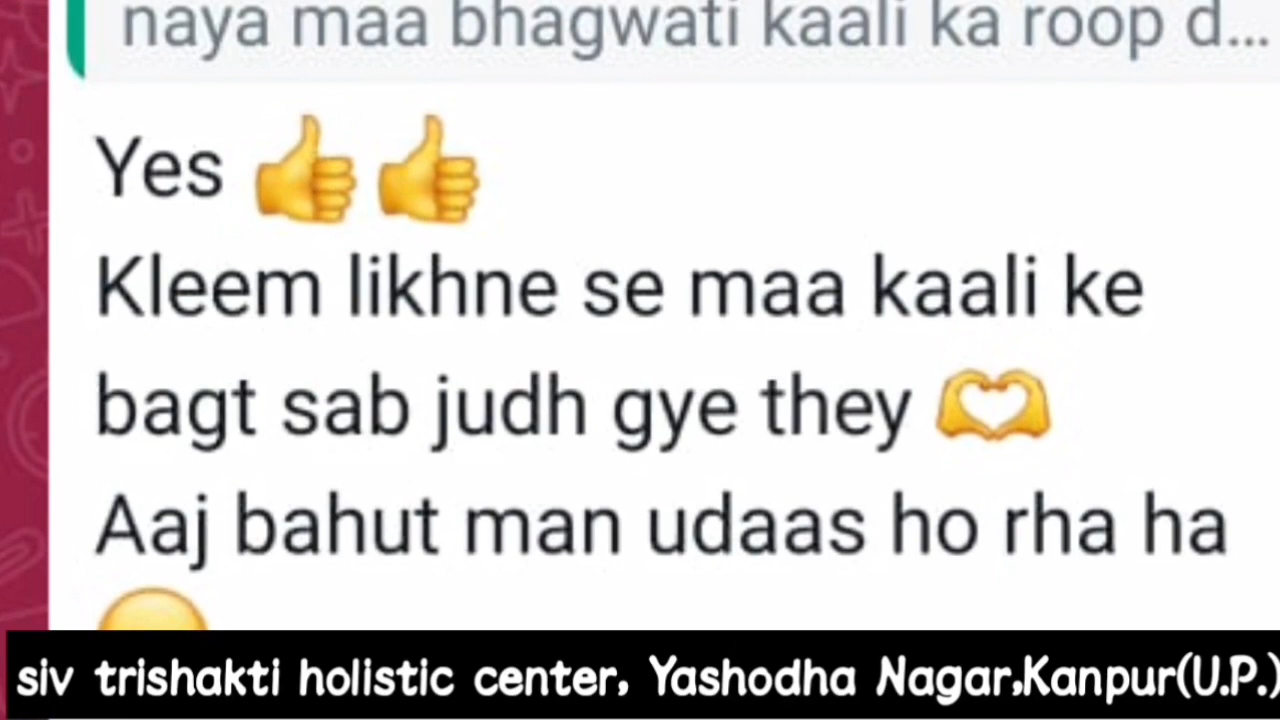 naya maa bhagwati kaali ka roop d...
Yes 👍👍
Kleem likhne se maa kaali ke
bagt sab judh gye they 🫶
Aaj bahut man udaas ho rha ha
siv trishakti holistic center, Yashodha Nagar,Kanpur(U.P.)